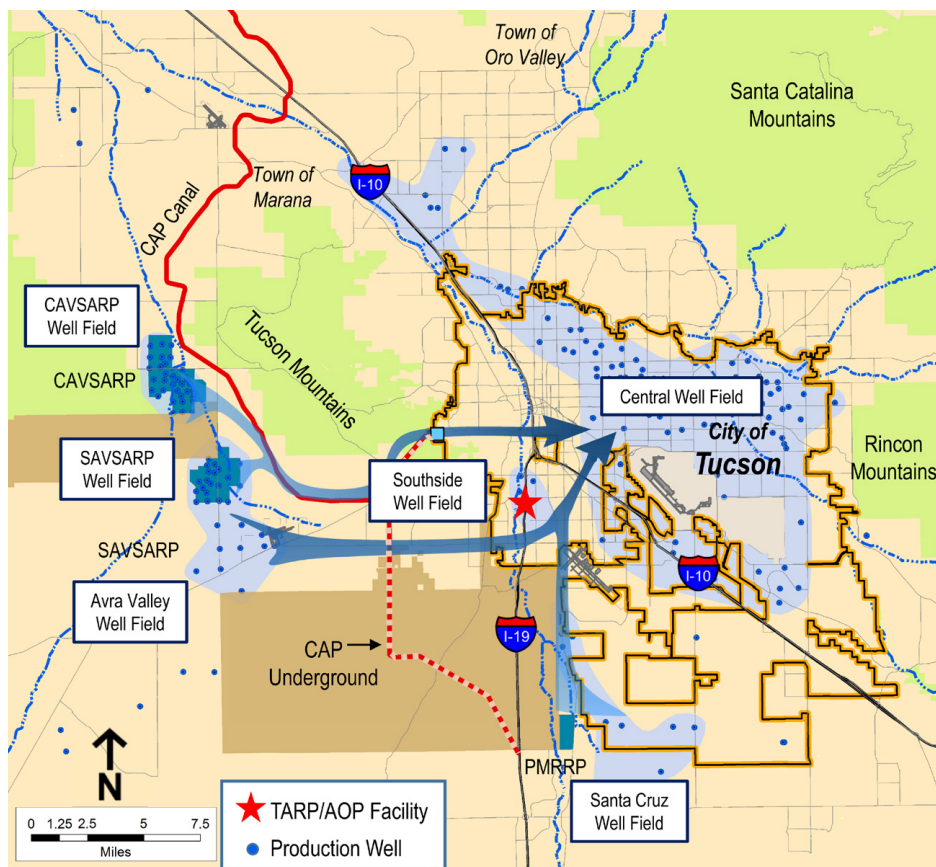 Town of
Oro Valley
Santa Catalina
Mountains
I-10
Town of
Marana
CAP Canal
CAVSARP
Well Field
CAVSARP
Tucson Mountains
Central Well Field
City of
Tucson
Rincon
Mountains
SAVSARP
Well Field
Southside
Well Field
SAVSARP
I-10
Avra Valley
Well Field
I-19
CAP
Underground
N
PMRRP
Santa Cruz
Well Field
0 1.25 2.5 5 7.5
Miles
TARP/AOP Facility
Production Well